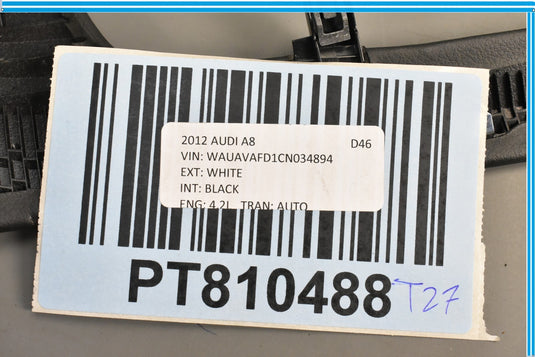 2012 AUDI A8 D46
VIN: WAUAVAFD1CN034894
EXT: WHITE
INT: BLACK
ENG: 4.2L TRAN: AUTO
PT810488 T27